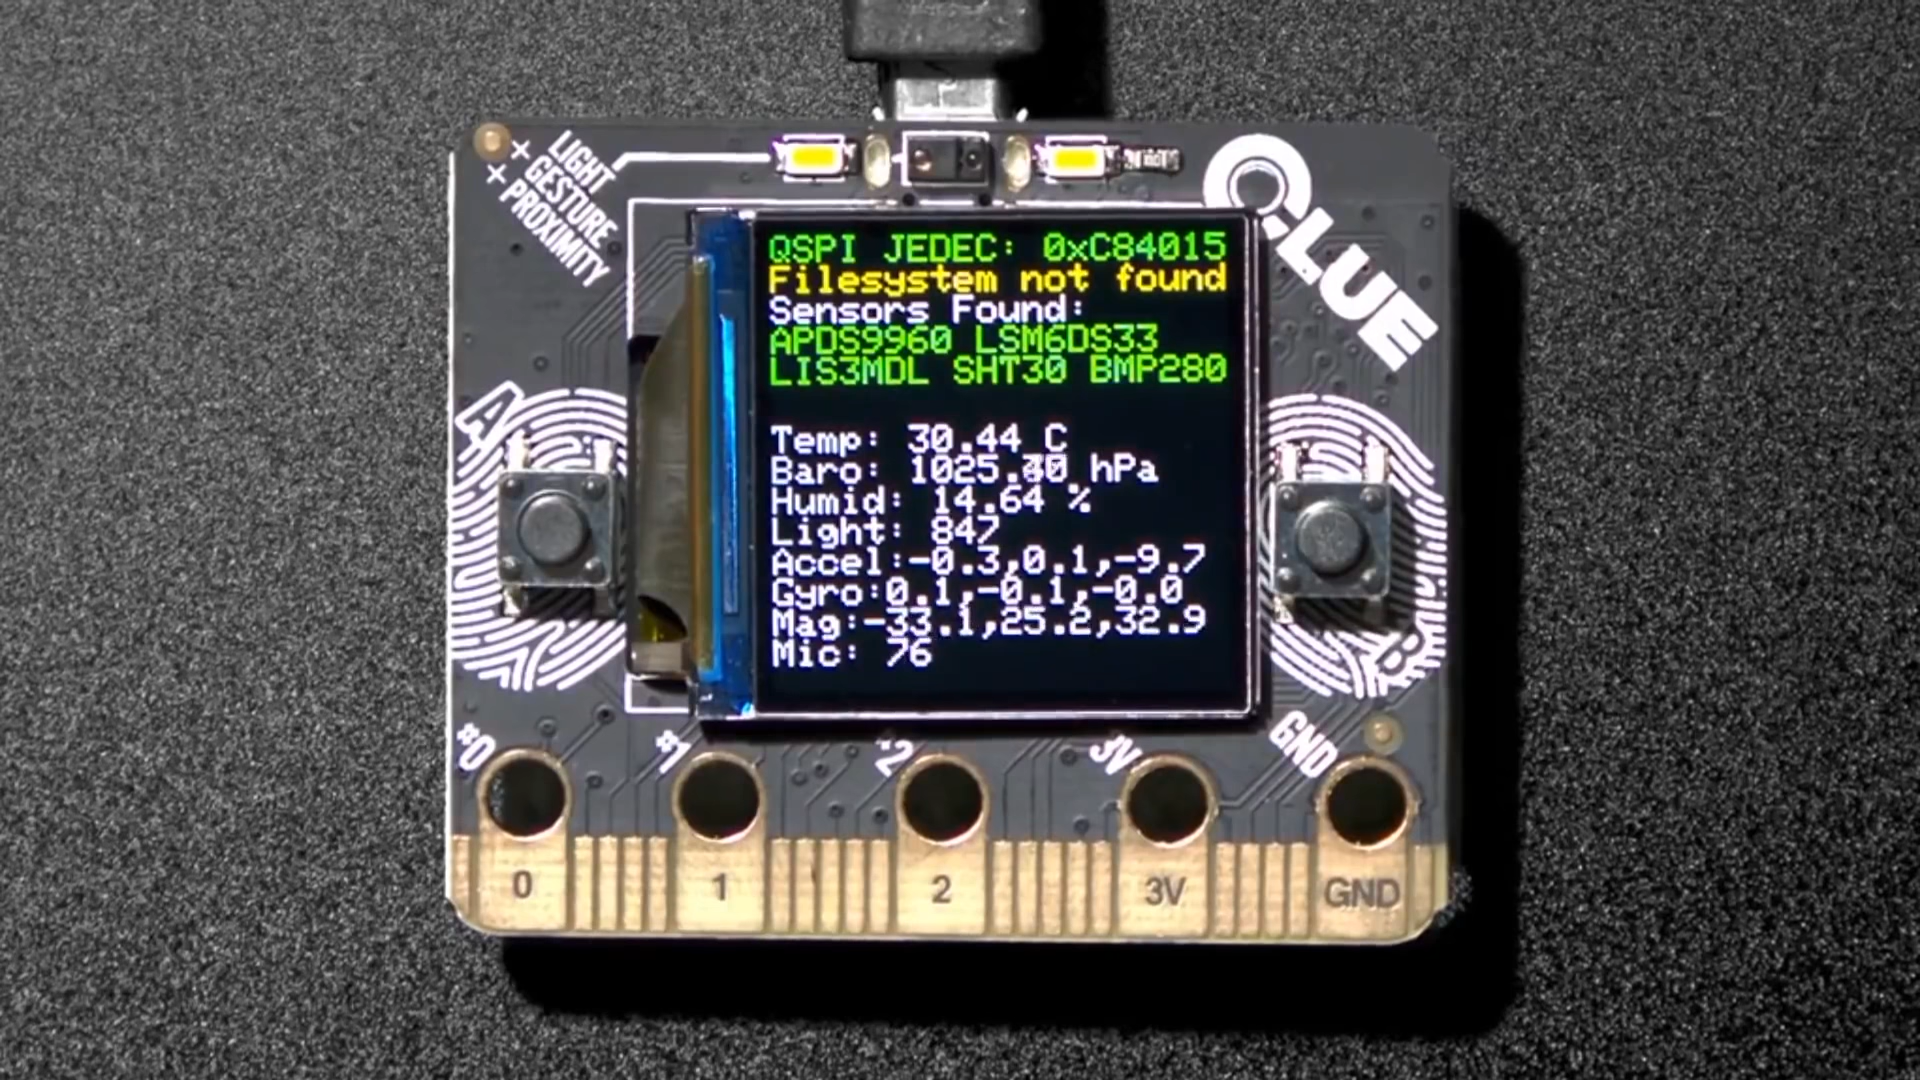 LIGHT
+ GESTURE
+ PROXIMITY
CLUE
QSPI JEDEC: 0xC84015
Filesystem not found
Sensors Found:
APDS9960 LSM6DS33
LIS3MDL SHT30 BMP280
Temp: 30.44 C
Baro: hPa
Humid: 14.64 %
Light: 847
Accel:-0.3,0.1,-9.7
Gyro:0.1,-0.1,-0.0
Mag:-33.1,25.2,32.9
Mic: 76
A
B
#0 #1 #2 3V GND
0 1 2 3V GND